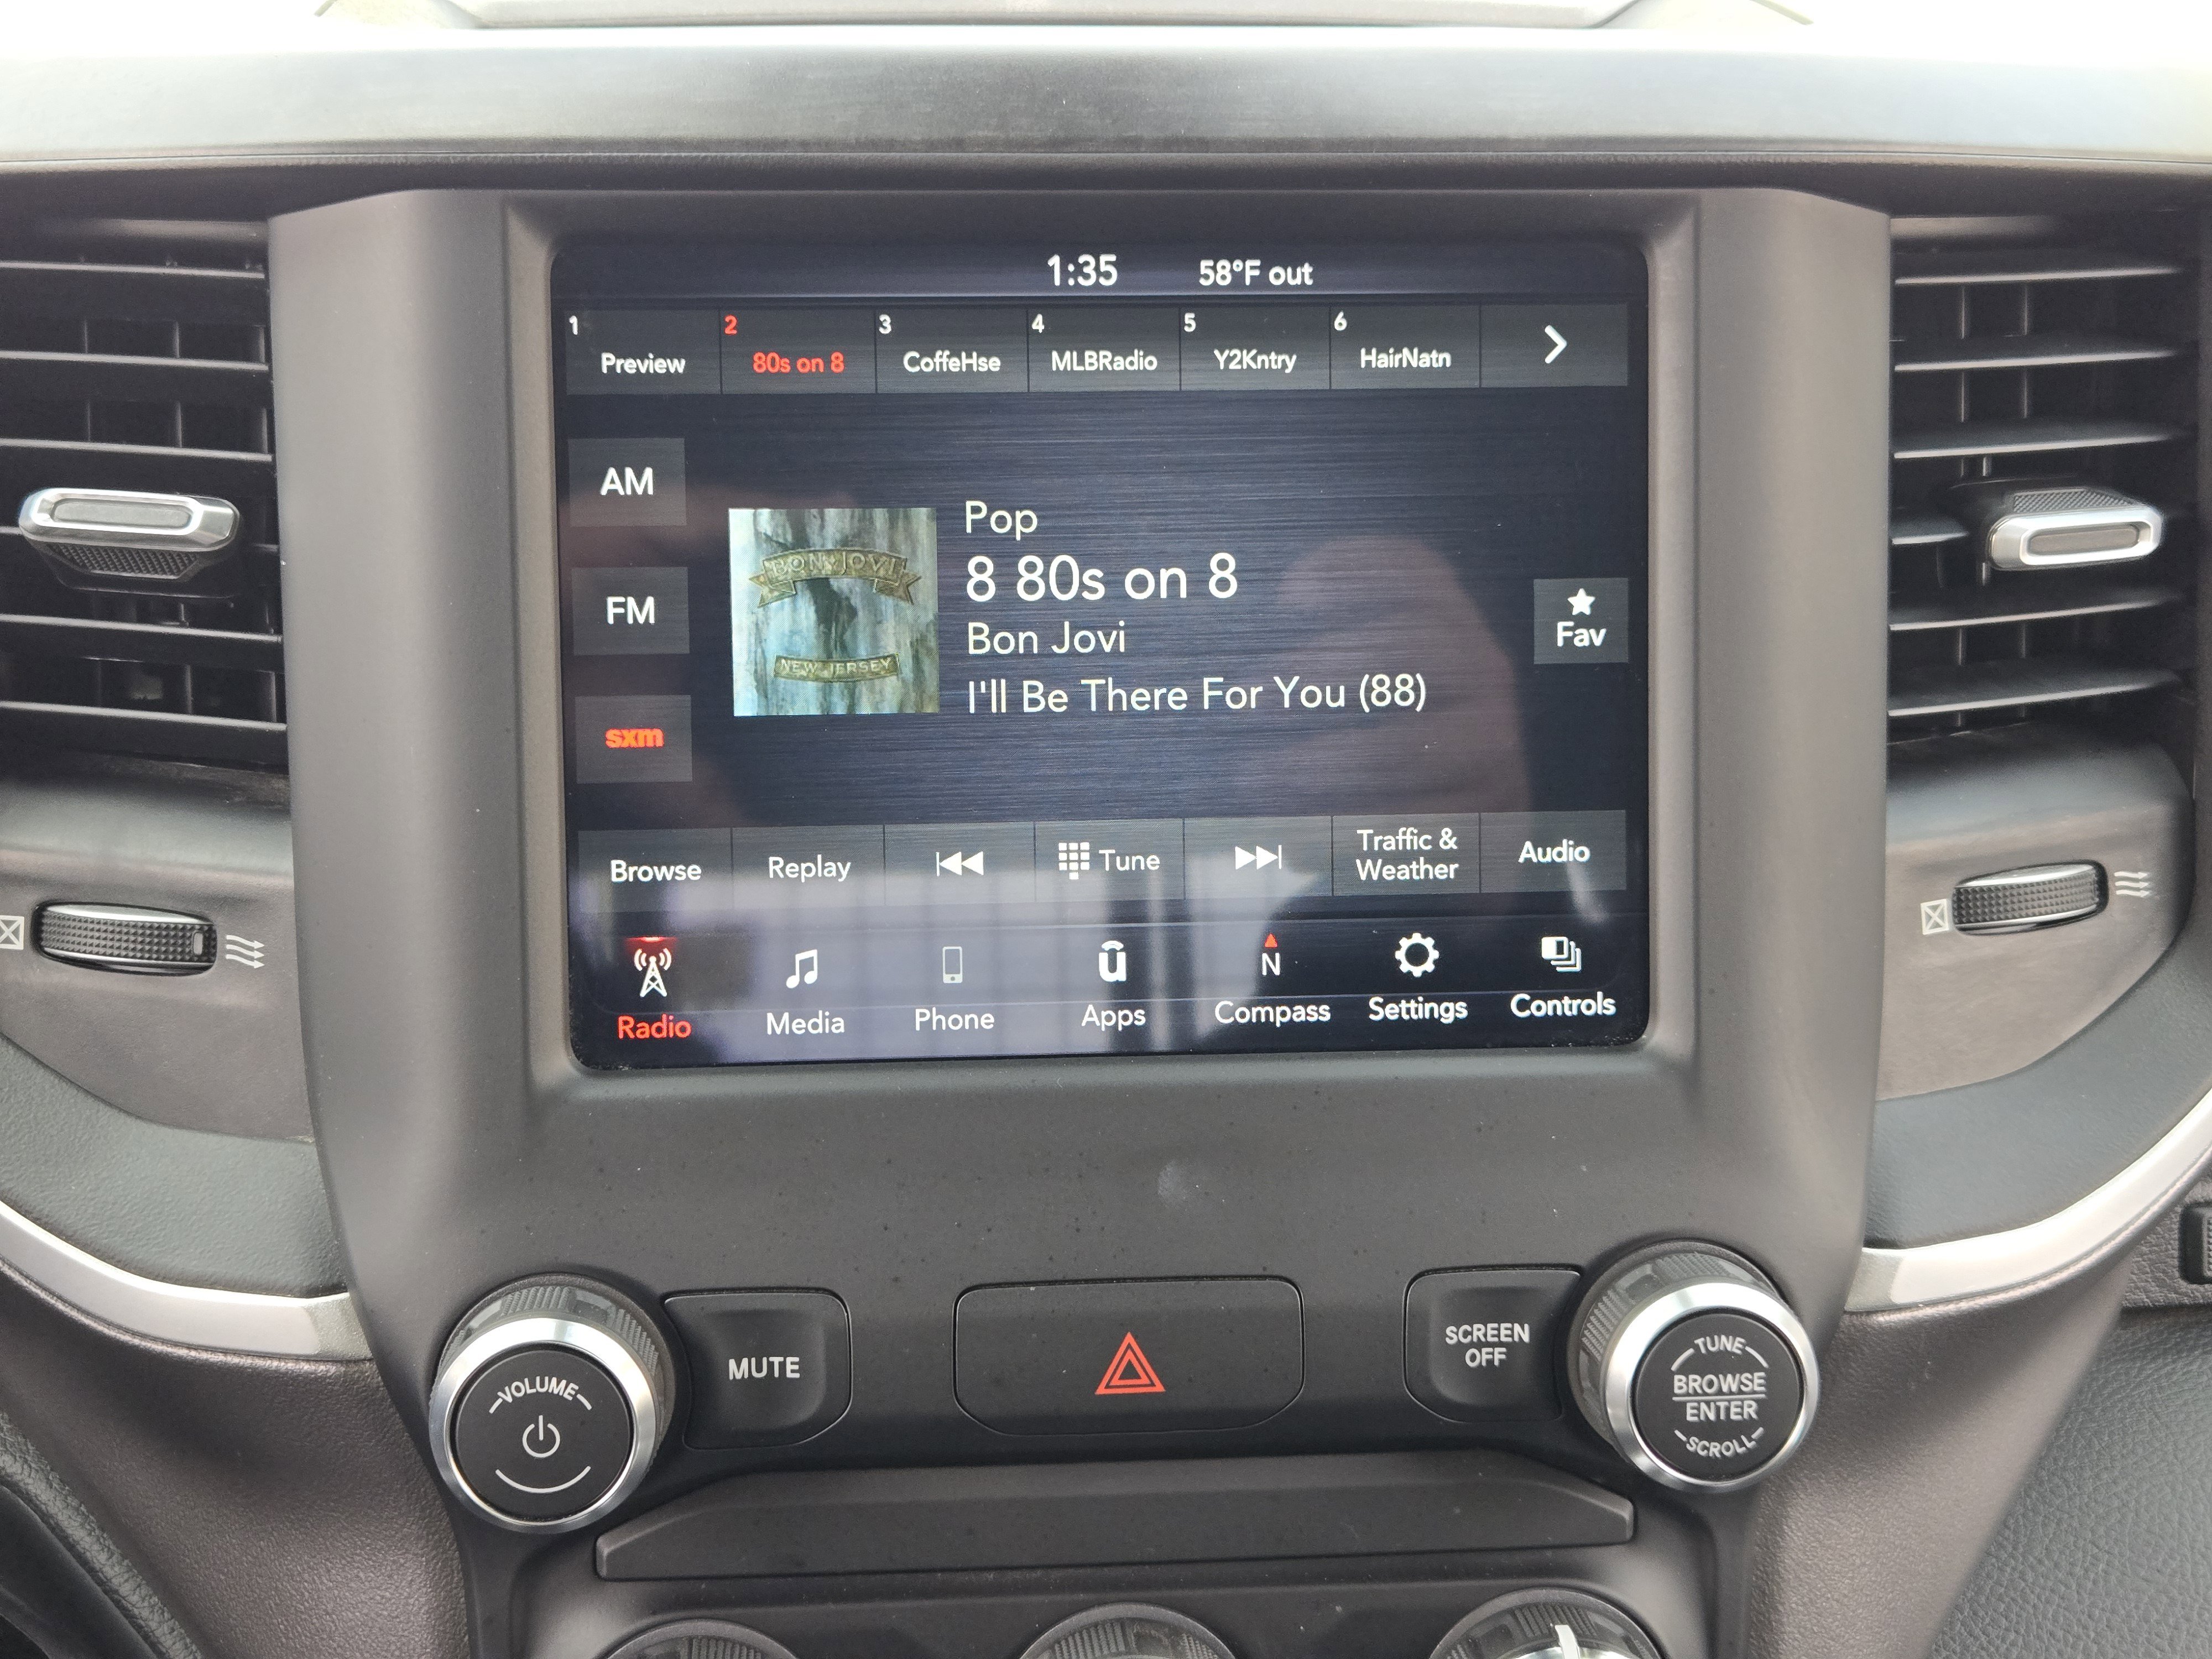 1:35 58°F out
1 2 3 4 5 6
Preview 80s on 8 CoffeHse MLBRadio Y2Kntry HairNatn
AM
Pop
8 80s on 8
BON JOVI
FM
Bon Jovi
Fav
NEW JERSEY
I'll Be There For You (88)
sxm
Browse Replay Tune Traffic &
Weather Audio
N
Radio Media Phone Apps Compass Settings Controls
VOLUME
MUTE
SCREEN
OFF
TUNE
BROWSE
ENTER
SCROLL